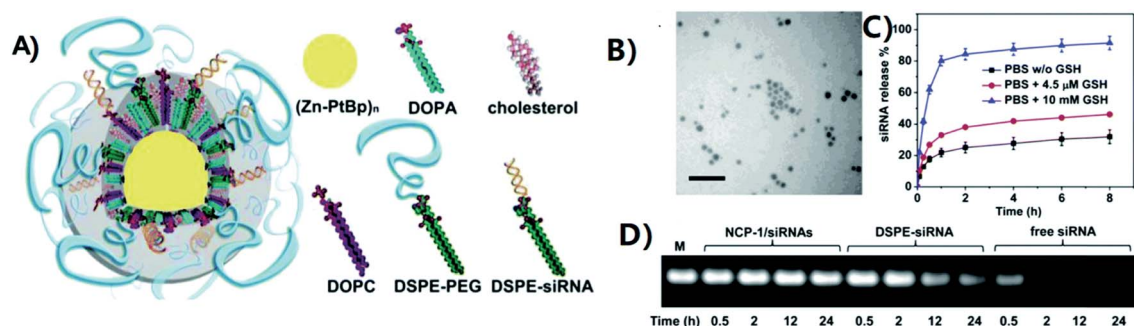 A)
(Zn-PtBp)n
DOPA
cholesterol
DOPC
DSPE-PEG
DSPE-siRNA
B)
C)
siRNA release %
100
80
60
40
20
0
PBS w/o GSH
PBS + 4.5 μM GSH
PBS + 10 mM GSH
0 2 4 6 8
Time (h)
D)
NCP-1/siRNAs DSPE-siRNA free siRNA
M
Time (h) 0.5 2 12 24 0.5 2 12 24 0.5 2 12 24